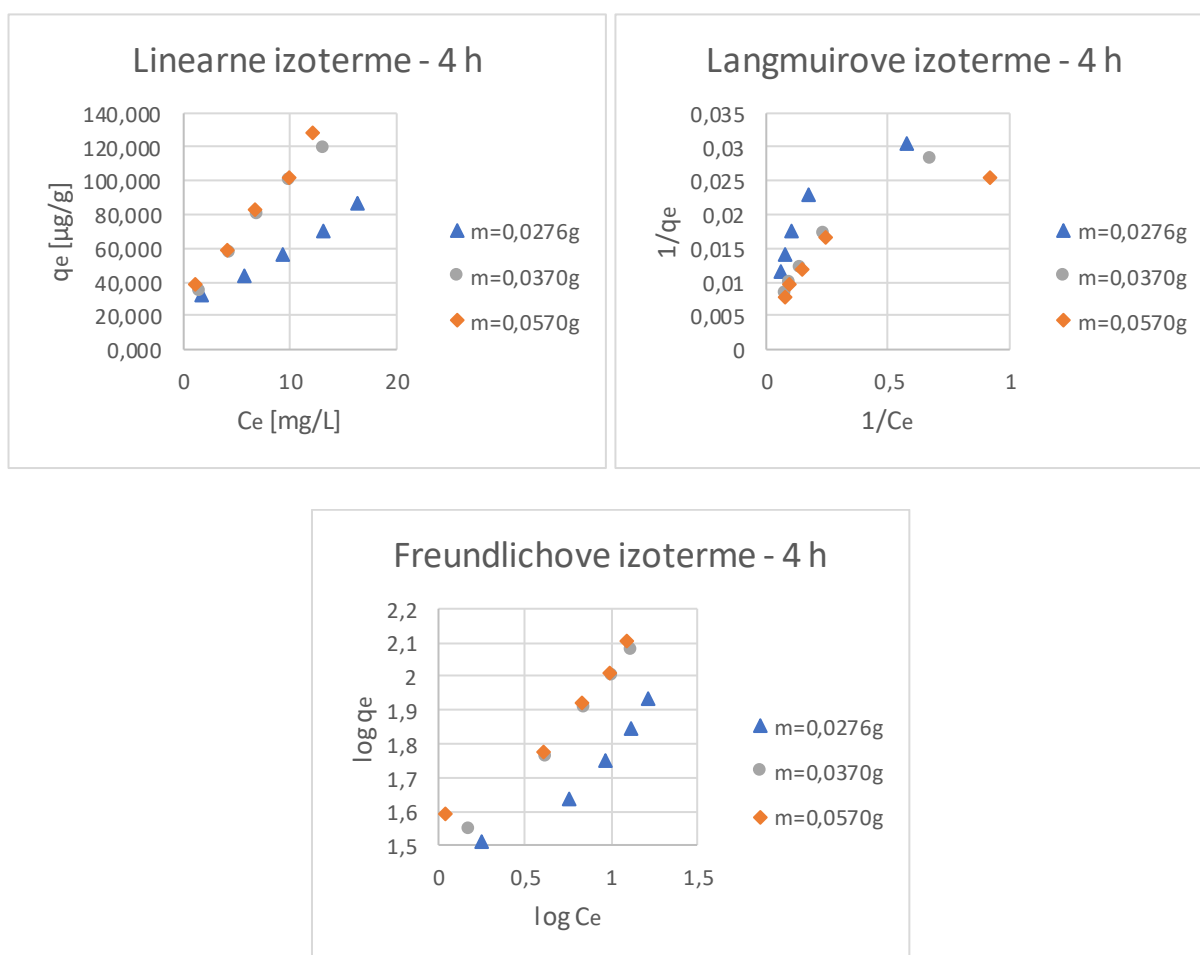 Linearne izoterme - 4 h
140,000
120,000
100,000
80,000
60,000
40,000
20,000
0,000
qe [µg/g]
0
10
20
Ce [mg/L]
m=0,0276g
m=0,0370g
m=0,0570g
Langmuirove izoterme - 4 h
0,035
0,03
0,025
0,02
0,015
0,01
0,005
0
1/qe
0
0,5
1
1/Ce
m=0,0276g
m=0,0370g
m=0,0570g
Freundlichove izoterme - 4 h
2,2
2,1
2
1,9
1,8
1,7
1,6
1,5
log qe
0
0,5
1
1,5
log Ce
m=0,0276g
m=0,0370g
m=0,0570g